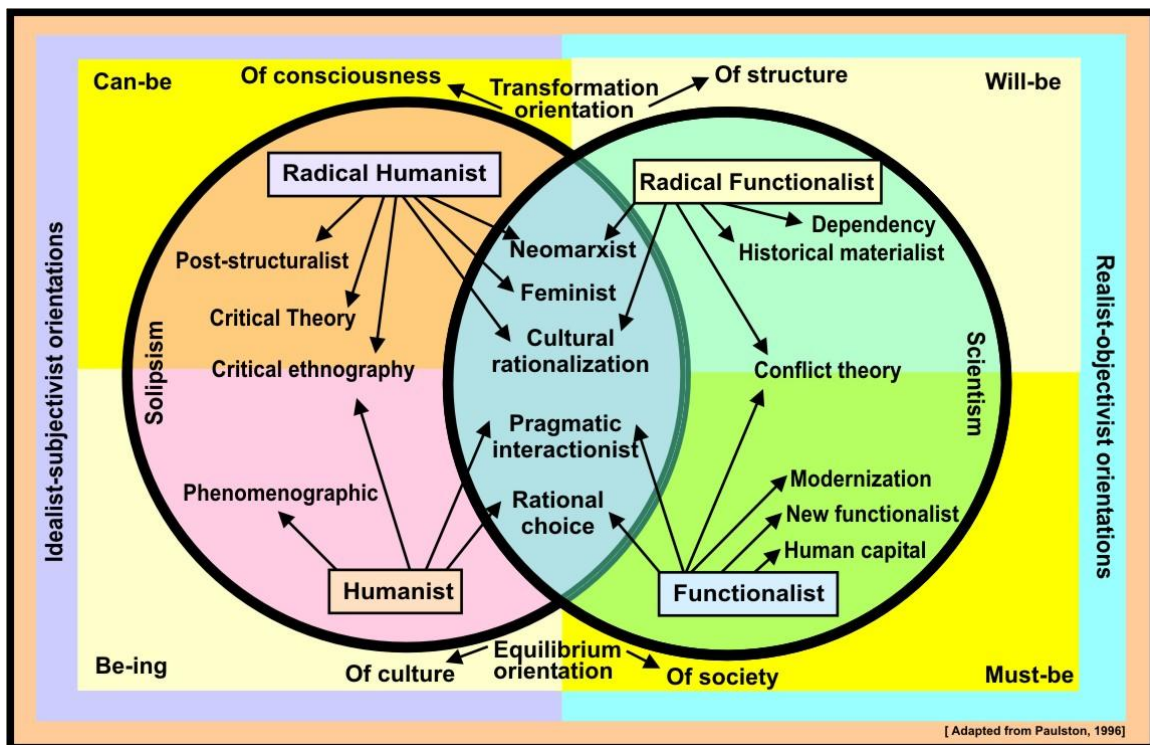 Can-be
Of consciousness
Transformation
orientation
Of structure
Will-be
Idealist-subjectivist orientations
Solipsism
Radical Humanist
Post-structuralist
Critical Theory
Critical ethnography
Neomarxist
Feminist
Cultural
rationalization
Radical Functionalist
Dependency
Historical materialist
Conflict theory
Scientism
Realist-objectivist orientations
Pragmatic
interactionist
Rational
choice
Phenomenographic
Humanist
Modernization
New functionalist
Human capital
Functionalist
Be-ing
Of culture
Equilibrium
orientation
Of society
Must-be
[ Adapted from Paulston, 1996]